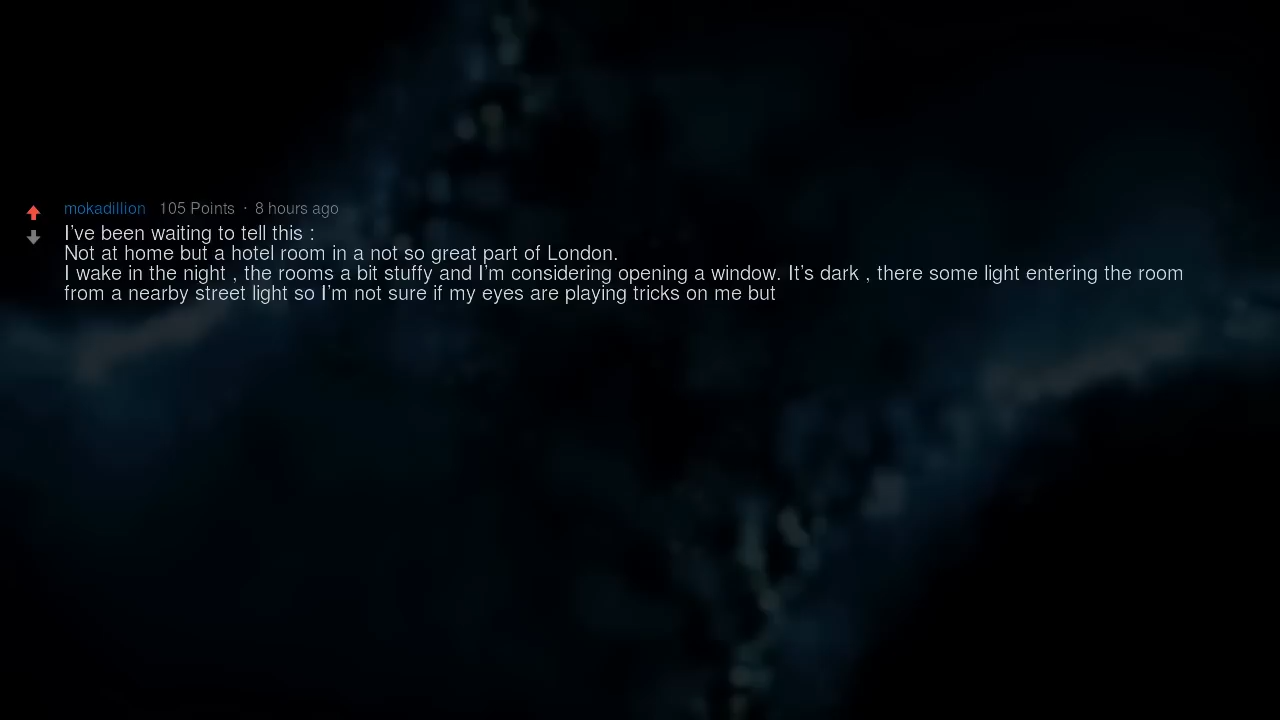 mokadillion 105 Points · 8 hours ago
I've been waiting to tell this :
Not at home but a hotel room in a not so great part of London.
I wake in the night , the rooms a bit stuffy and I'm considering opening a window. It's dark , there some light entering the room
from a nearby street light so I'm not sure if my eyes are playing tricks on me but